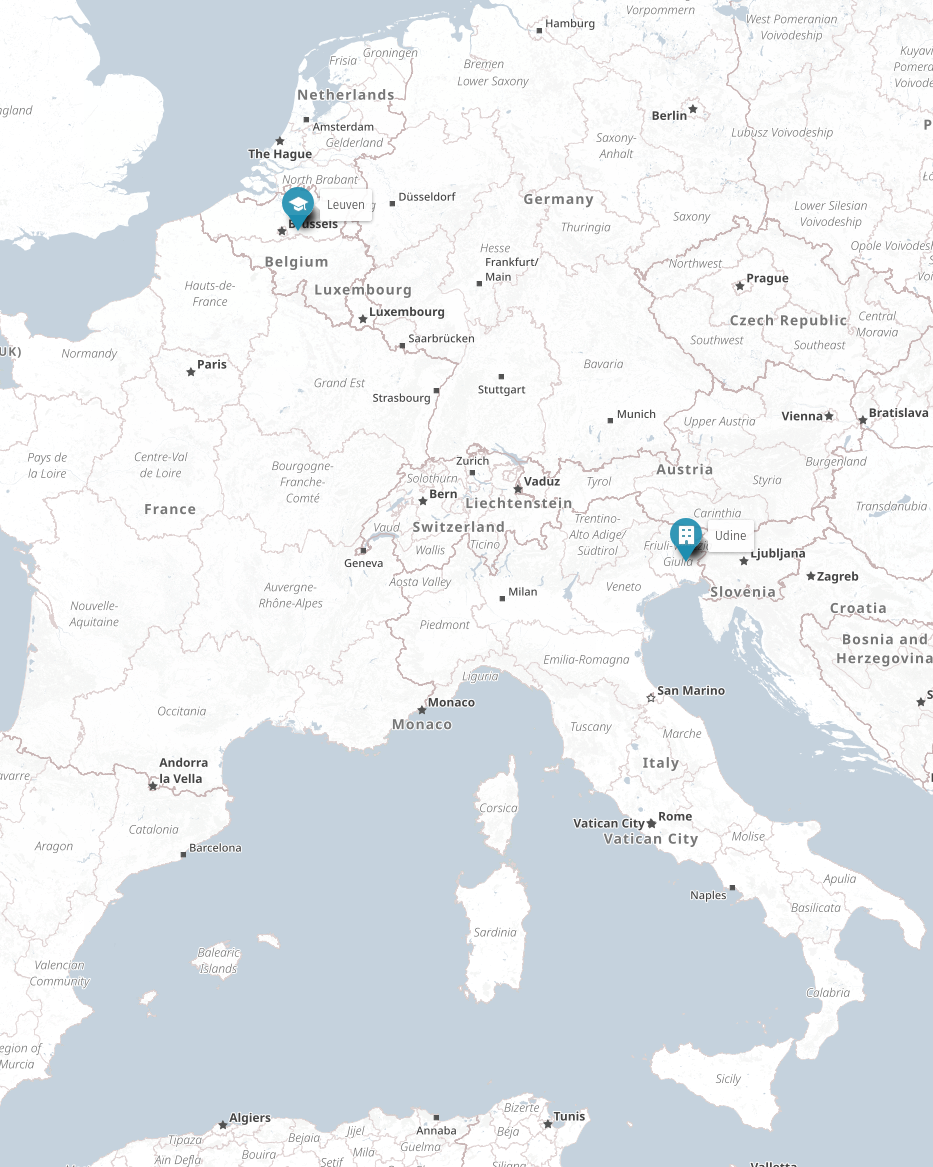 Hamburg
Vorpommern
West Pomeranian
Voivodeship
Groningen
Frisia
Bremen
Lower Saxony
Netherlands
Amsterdam
Gelderland
The Hague
Berlin
Saxony-
Anhalt
Lubusz Voivodeship
North Brabant
Leuven
Düsseldorf
Germany
Saxony
Lower Silesian
Voivodeship
Thuringia
Belgium
Hesse
Frankfurt/
Main
Northwest
Prague
Hauts-de-
France
Luxembourg
Luxembourg
Czech Republic
Central
Moravia
Southwest
Southeast
Saarbrücken
UK)
Normandy
Paris
Grand Est
Strasbourg
Stuttgart
Bavaria
Munich
Upper Austria
Vienna
Bratislava
Pays de
la Loire
Centre-Val
de Loire
Bourgogne-
Franche-
Comté
Zurich
Solothurn
Bern
Vaduz
Liechtenstein
Tyrol
Austria
Styria
Burgenland
Transdanubia
France
Switzerland
Vaud
Wallis
Ticino
Geneva
Trentino-
Alto Adige/
Südtirol
Carinthia
Udine
Giulia
Ljubljana
Zagreb
Slovenia
Croatia
Aosta Valley
Milan
Veneto
Auvergne-
Rhône-Alpes
Nouvelle-
Aquitaine
Piedmont
Emilia-Romagna
Bosnia and
Herzegovina
Liguria
Monaco
Monaco
San Marino
Occitania
Tuscany
Marche
Italy
Andorra
la Vella
Catalonia
Aragon
Barcelona
Corsica
Vatican City
Rome
Vatican City
Molise
Naples
Apulia
Basilicata
Sardinia
Balearic
Islands
Valencian
Community
Calabria
egion of
Murcia
Sicily
Algiers
Annaba
Bizerte
Tunis
Tipaza
Bejaia
Jijel
Guelma
Béja
Ain Defla
Bouira
Setif
Mila